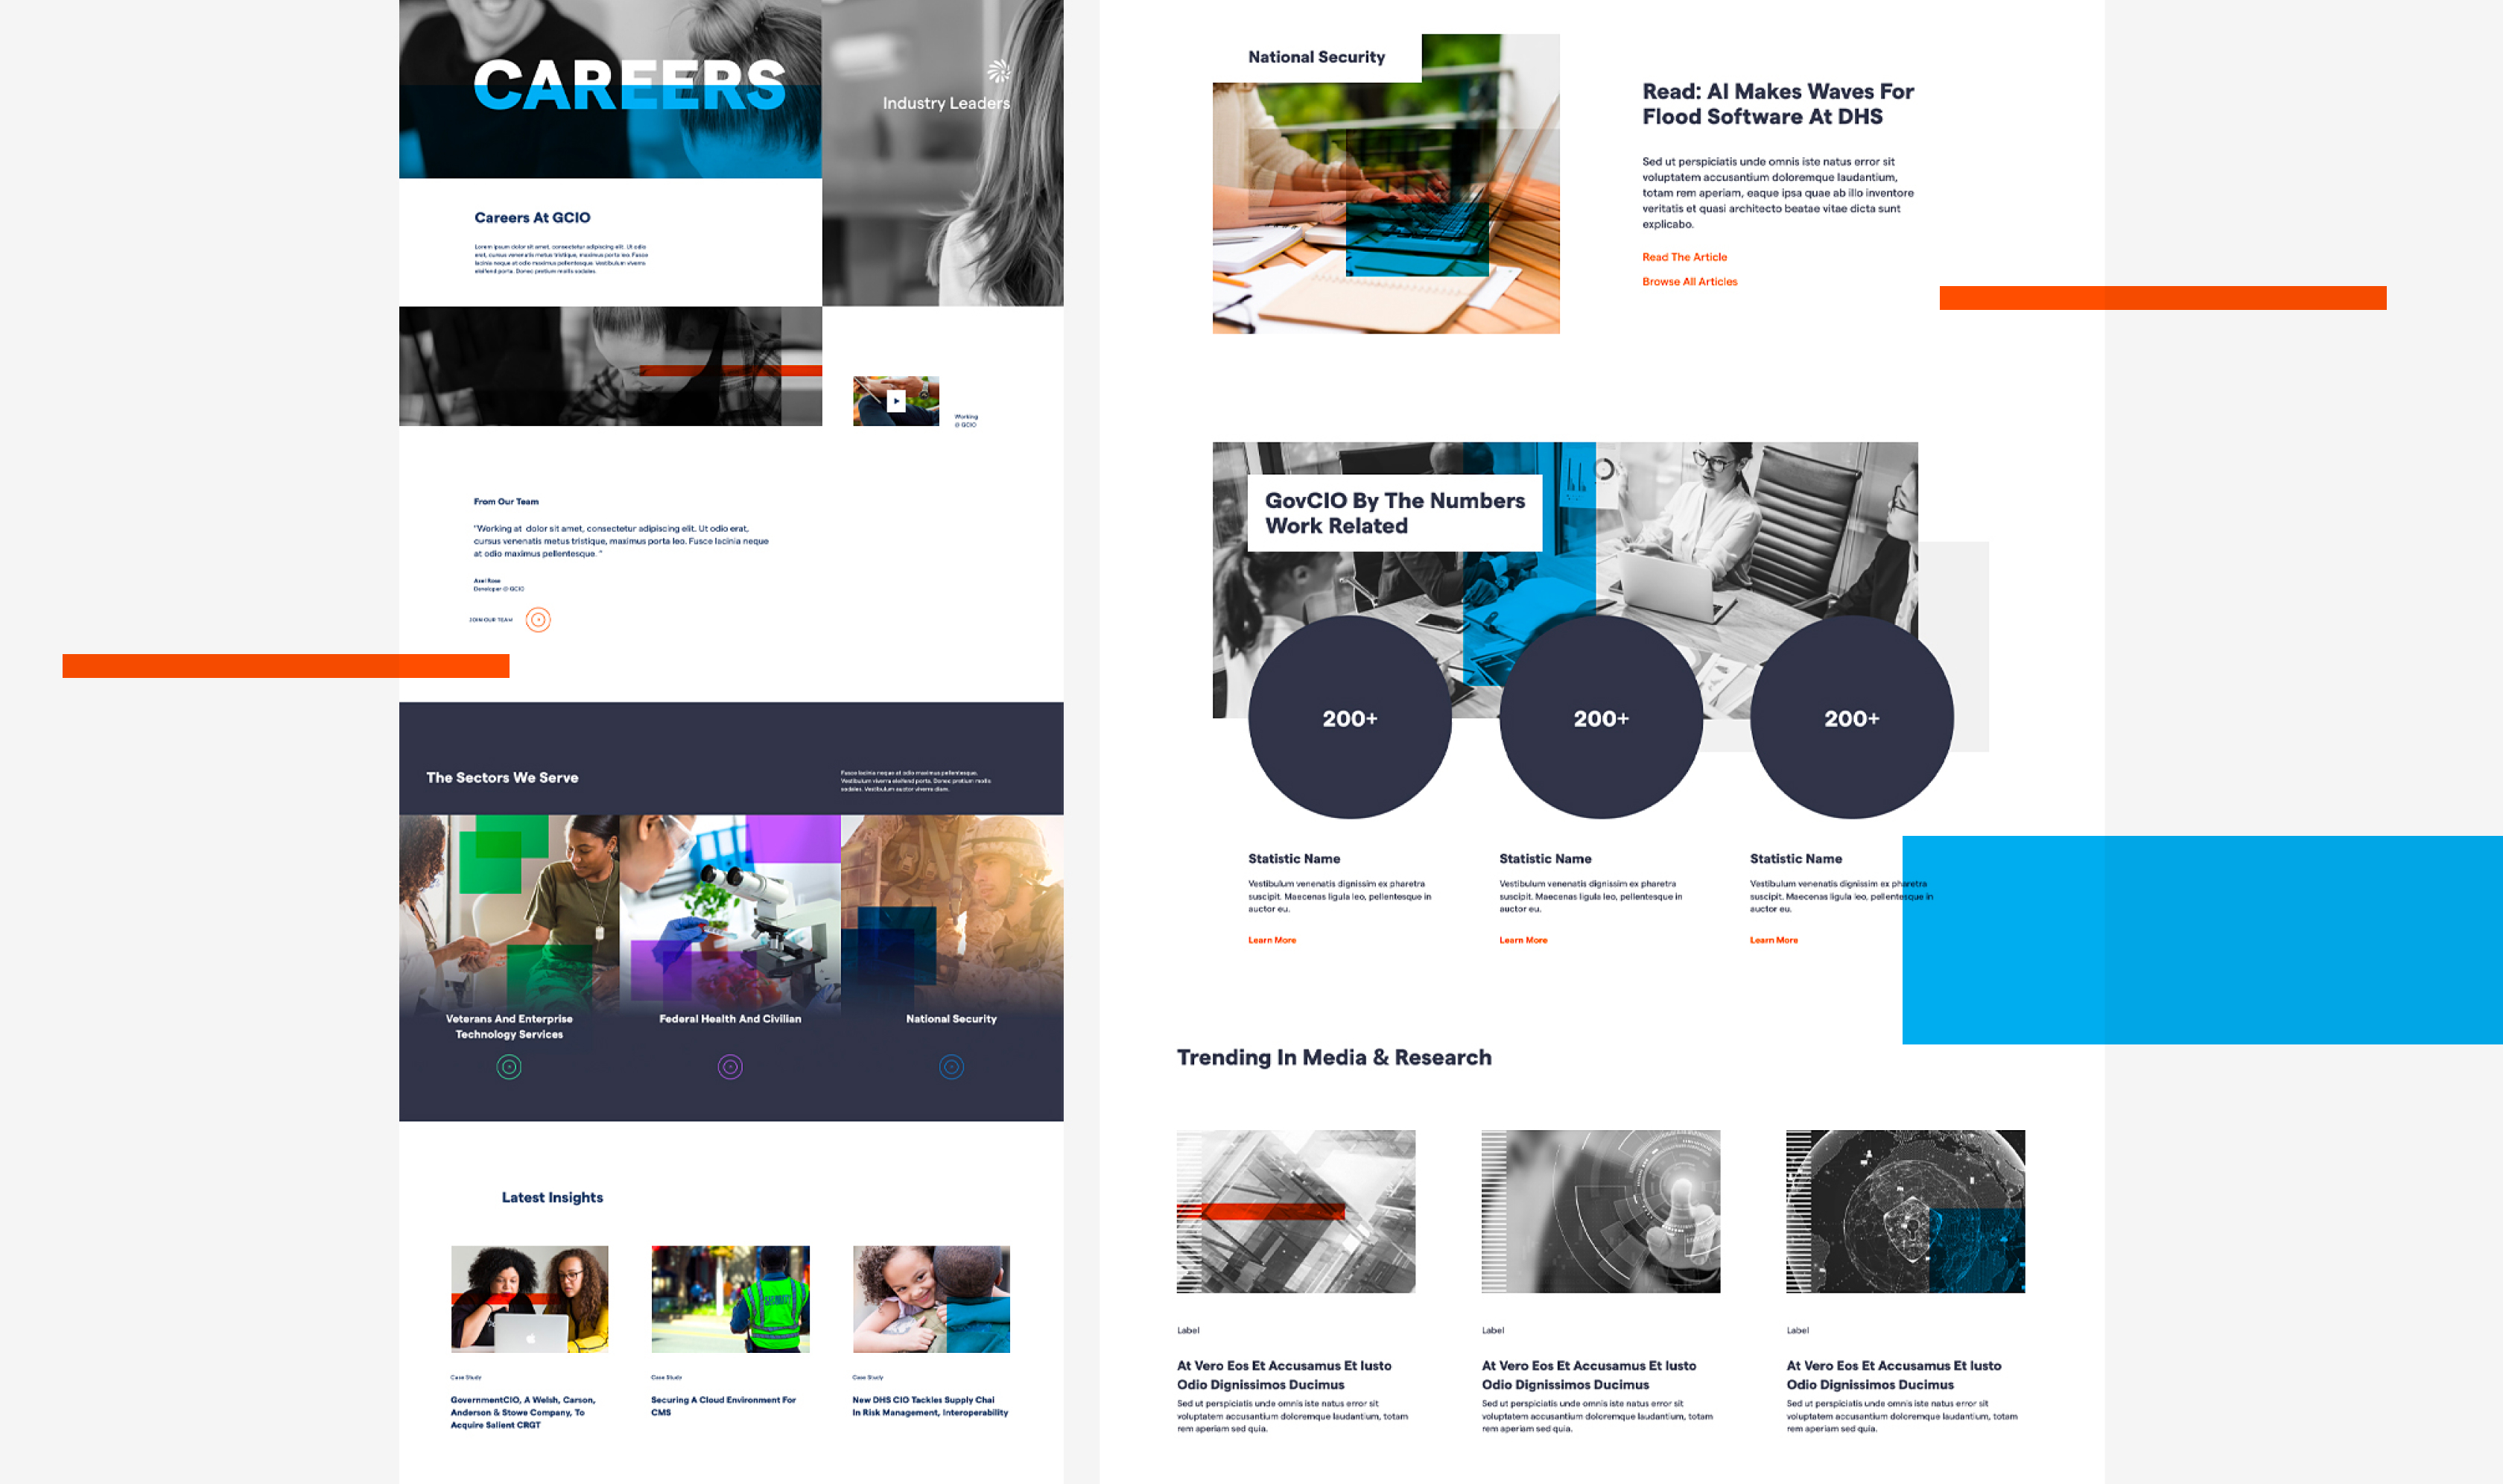 CAREERS
Industry Leaders
Careers At GCIO
Lorem ipsum dolor sit amet, consectetur adipiscing elit. Ut odio
erat, cursus venenatis metus tristique, maximus porta leo. Fusce
lacinia neque at odio maximus pellentesque. Vestibulum viverra
eleifend porta. Donec pretium mollis sodales.
Working
@ GCIO
From Our Team
"Working at dolor sit amet, consectetur adipiscing elit. Ut odio erat,
cursus venenatis metus tristique, maximus porta leo. Fusce lacinia neque
at odio maximus pellentesque. "
Axel Rose
Developer @ GCIO
JOIN OUR TEAM
The Sectors We Serve
Fusce lacinia neque at odio maximus pellentesque.
Vestibulum viverra eleifend porta. Donec pretium mollis
sodales. Vestibulum auctor viverra diam.
Veterans And Enterprise
Technology Services
Federal Health And Civilian
National Security
Latest Insights
SECURITY
Case Study
GovernmentCIO, A Welsh, Carson,
Anderson & Stowe Company, To
Acquire Salient CRGT
Case Study
Securing A Cloud Environment For
CMS
Case Study
New DHS CIO Tackles Supply Chai
In Risk Management, Interoperability
National Security
Read: AI Makes Waves For
Flood Software At DHS
Sed ut perspiciatis unde omnis iste natus error sit
voluptatem accusantium doloremque laudantium,
totam rem aperiam, eaque ipsa quae ab illo inventore
veritatis et quasi architecto beatae vitae dicta sunt
explicabo.
Read The Article
Browse All Articles
GovCIO By The Numbers
Work Related
200+
200+
200+
Statistic Name
Vestibulum venenatis dignissim ex pharetra
suscipit. Maecenas ligula leo, pellentesque in
auctor eu.
Learn More
Statistic Name
Vestibulum venenatis dignissim ex pharetra
suscipit. Maecenas ligula leo, pellentesque in
auctor eu.
Learn More
Statistic Name
Vestibulum venenatis dignissim ex pharetra
suscipit. Maecenas ligula leo, pellentesque in
auctor eu.
Learn More
Trending In Media & Research
Label
At Vero Eos Et Accusamus Et Iusto
Odio Dignissimos Ducimus
Sed ut perspiciatis unde omnis iste natus error sit
voluptatem accusantium doloremque laudantium, totam
rem aperiam sed quia.
Label
At Vero Eos Et Accusamus Et Iusto
Odio Dignissimos Ducimus
Sed ut perspiciatis unde omnis iste natus error sit
voluptatem accusantium doloremque laudantium, totam
rem aperiam sed quia.
Label
At Vero Eos Et Accusamus Et Iusto
Odio Dignissimos Ducimus
Sed ut perspiciatis unde omnis iste natus error sit
voluptatem accusantium doloremque laudantium, totam
rem aperiam sed quia.